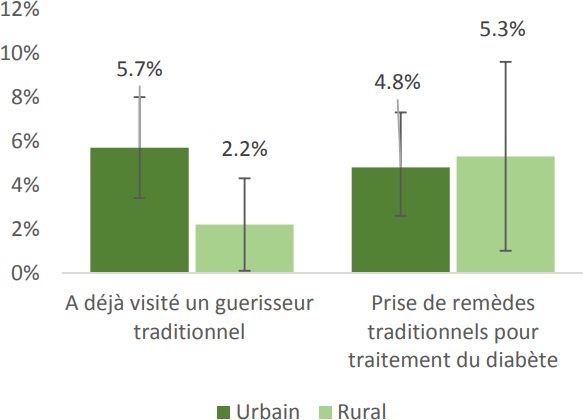 12%
10%
8%
6%
4%
2%
0%
5.7%
2.2%
4.8%
5.3%
A déjà visité un guerisseur
traditionnel
Prise de remèdes
traditionnels pour
traitement du diabète
Urbain
Rural